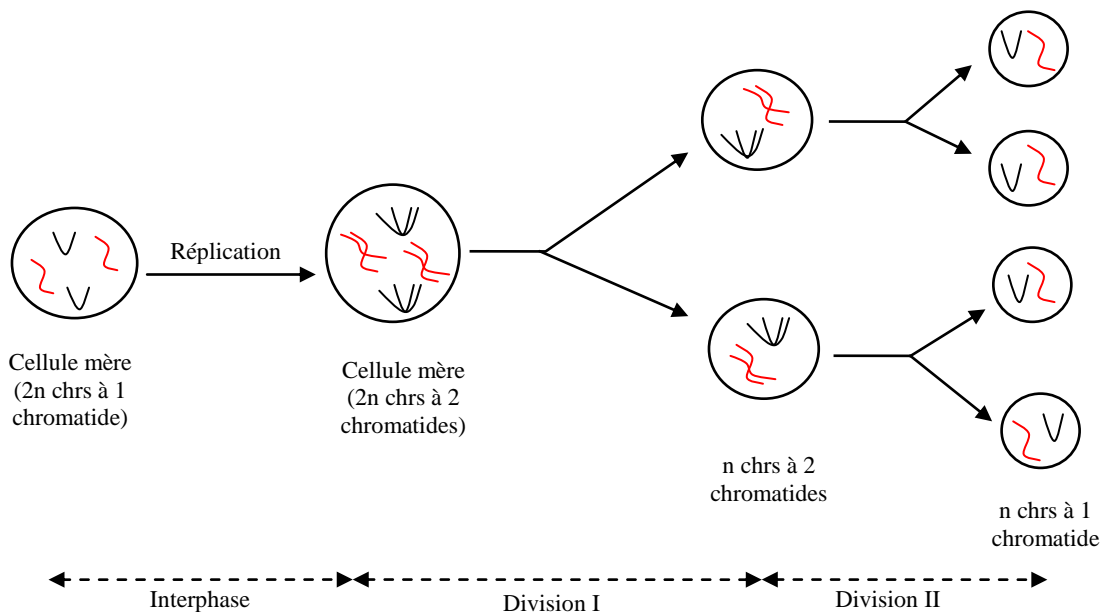 Réplication
Cellule mère
(2n chrs à 1
chromatide)
Cellule mère
(2n chrs à 2
chromatides)
n chrs à 2
chromatides
n chrs à 1
chromatide
Interphase
Division I
Division II